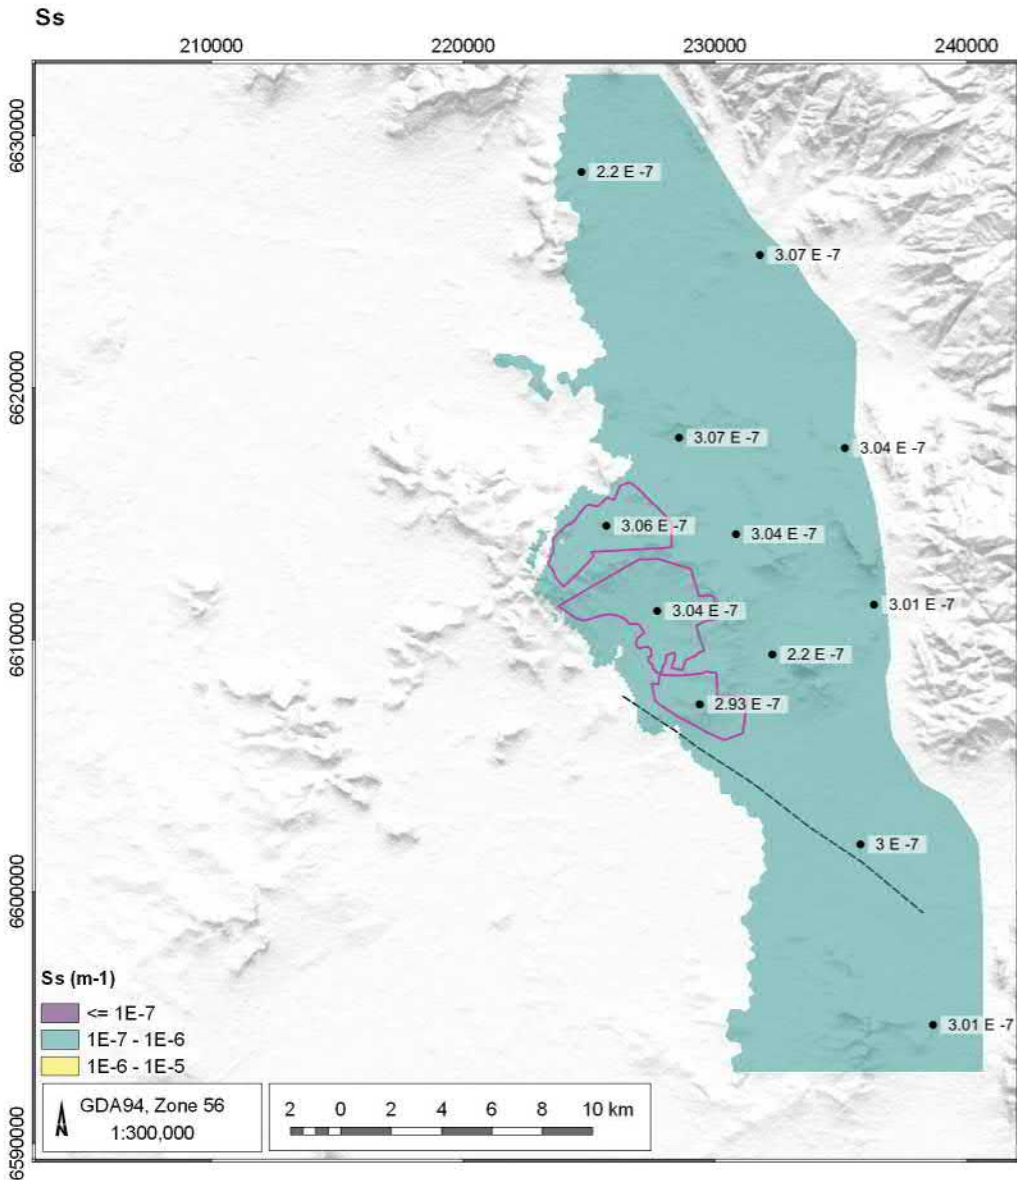 Ss
210000
220000
230000
240000
6630000
6620000
6610000
6600000
6590000
2.2 E -7
3.07 E -7
3.07 E -7
3.04 E -7
3.06 E -7
3.04 E -7
3.01 E -7
3.04 E -7
2.2 E -7
2.93 E -7
3 E -7
3.01 E -7
Ss (m-1)
<= 1E-7
1E-7 - 1E-6
1E-6 - 1E-5
N
GDA94, Zone 56
1:300,000
2 0 2 4 6 8 10 km